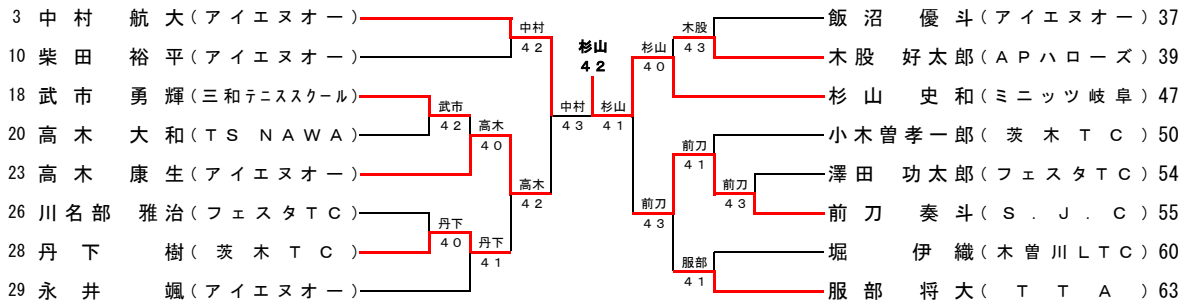 3 中村 航大(アイエヌオー)
10 柴田 裕平(アイエヌオー)
18 武市 勇輝(三和テニススクール)
20 高木 大和(TS NAWA)
23 高木 康生(アイエヌオー)
26 川名部 雅治(フェスタTC)
28 丹下 樹(茨木TC)
29 永井 颯(アイエヌオー)
中村
42
武市
42
高木
40
丹下
40
丹下
41
高木
42
中村
43
杉山
42
杉山
41
杉山
40
木股
43
前刀
41
前刀
43
前刀
43
服部
41
飯沼 優斗(アイエヌオー) 37
木股 好太郎(APハローズ) 39
杉山 史和(ミニッツ岐阜) 47
小木曽孝一郎(茨木TC) 50
澤田 功太郎(フェスタTC) 54
前刀 奏斗(S.J.C) 55
堀 伊織(木曽川LTC) 60
服部 将大(TTA) 63